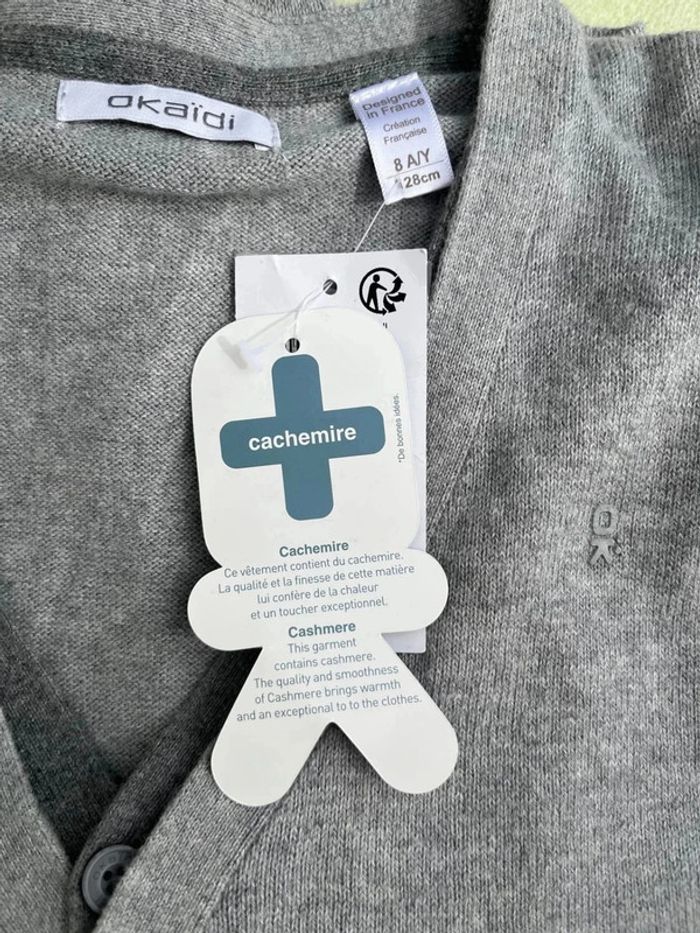 OKAÏDI
Designed
in France
Création
Française
8 A/Y
128cm
cachemire
*De bonnes idées.
Cachemire
Ce vêtement contient du cachemire.
La qualité et la finesse de cette matière
lui confère de la chaleur
et un toucher exceptionnel.
Cashmere
This garment
contains cashmere.
The quality and smoothness
of Cashmere brings warmth
and an exceptional to to the clothes.
OK